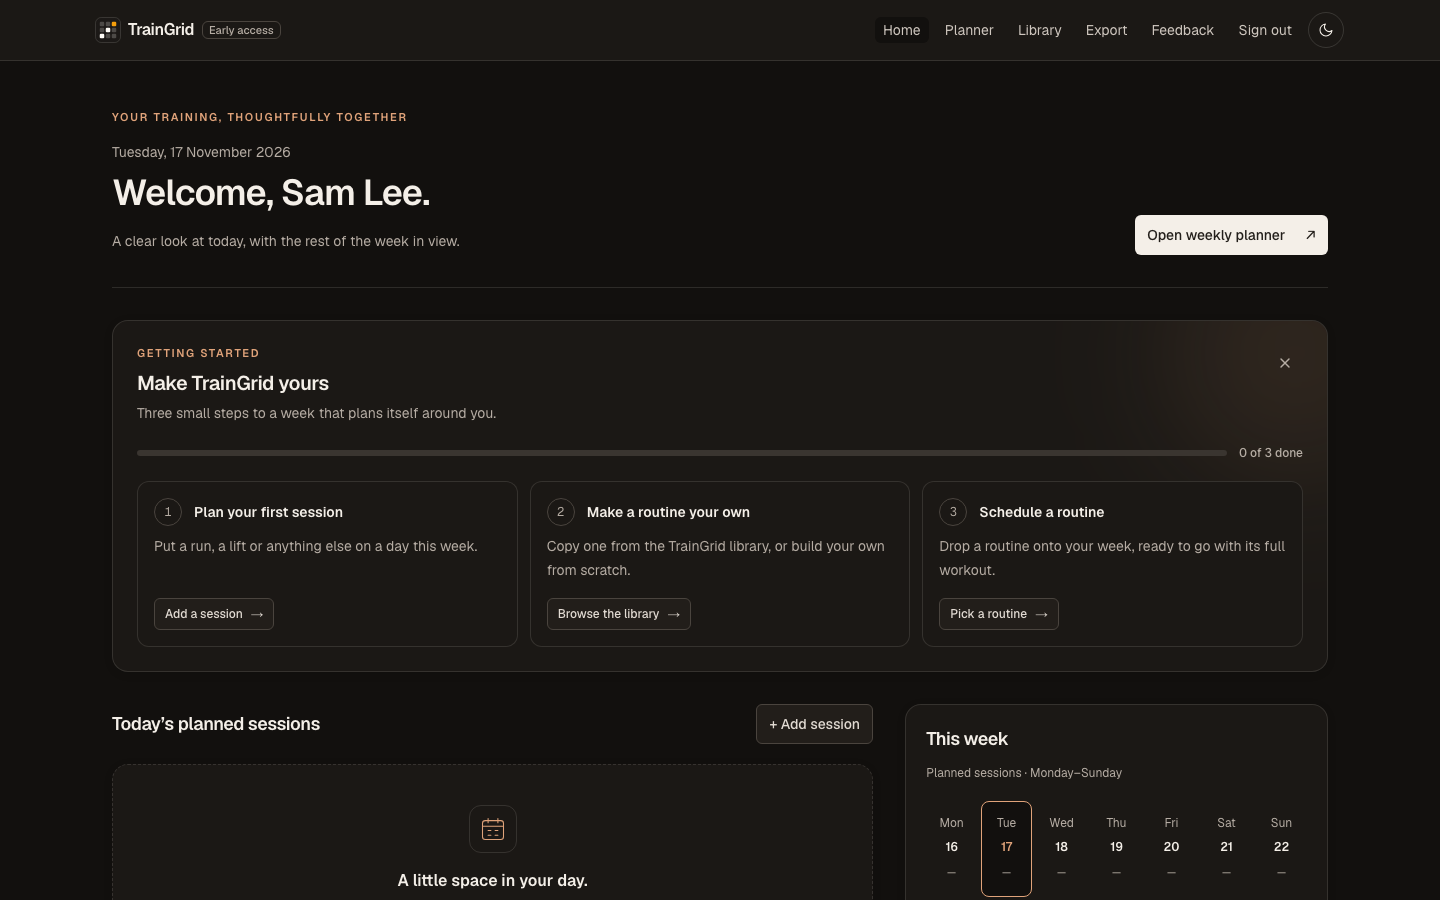 TrainGrid
Early access
Home
Planner
Library
Export
Feedback
Sign out
YOUR TRAINING, THOUGHTFULLY TOGETHER
Tuesday, 17 November 2026
Welcome, Sam Lee.
A clear look at today, with the rest of the week in view.
Open weekly planner ↗
GETTING STARTED
Make TrainGrid yours
Three small steps to a week that plans itself around you.
0 of 3 done
1 Plan your first session
Put a run, a lift or anything else on a day this week.
Add a session →
2 Make a routine your own
Copy one from the TrainGrid library, or build your own
from scratch.
Browse the library →
3 Schedule a routine
Drop a routine onto your week, ready to go with its full
workout.
Pick a routine →
Today’s planned sessions
+ Add session
A little space in your day.
This week
Planned sessions · Monday–Sunday
Mon Tue Wed Thu Fri Sat Sun
16 17 18 19 20 21 22
– – – – – – –